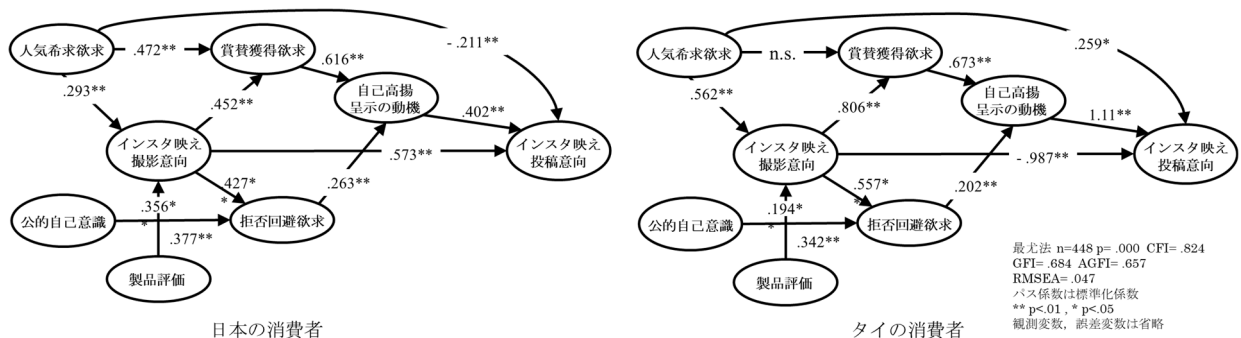 人気希求欲求
.472**
賞賛獲得欲求
- .211**
.616**
.293**
.452**
自己高揚
呈示の動機
.402**
インスタ映え
撮影意向
.573**
インスタ映え
投稿意向
.427*
*
.263**
.356*
*
公的自己意識
拒否回避欲求
.377**
製品評価
日本の消費者
人気希求欲求
n.s.
賞賛獲得欲求
.259*
.673**
.562**
.806**
自己高揚
呈示の動機
1.11**
インスタ映え
撮影意向
- .987**
インスタ映え
投稿意向
.557*
*
.202**
.194*
*
公的自己意識
拒否回避欲求
.342**
製品評価
タイの消費者
最尤法 n=448 p= .000 CFI= .824
GFI= .684 AGFI= .657
RMSEA= .047
パス係数は標準化係数
** p<.01 , * p<.05
観測変数，誤差変数は省略